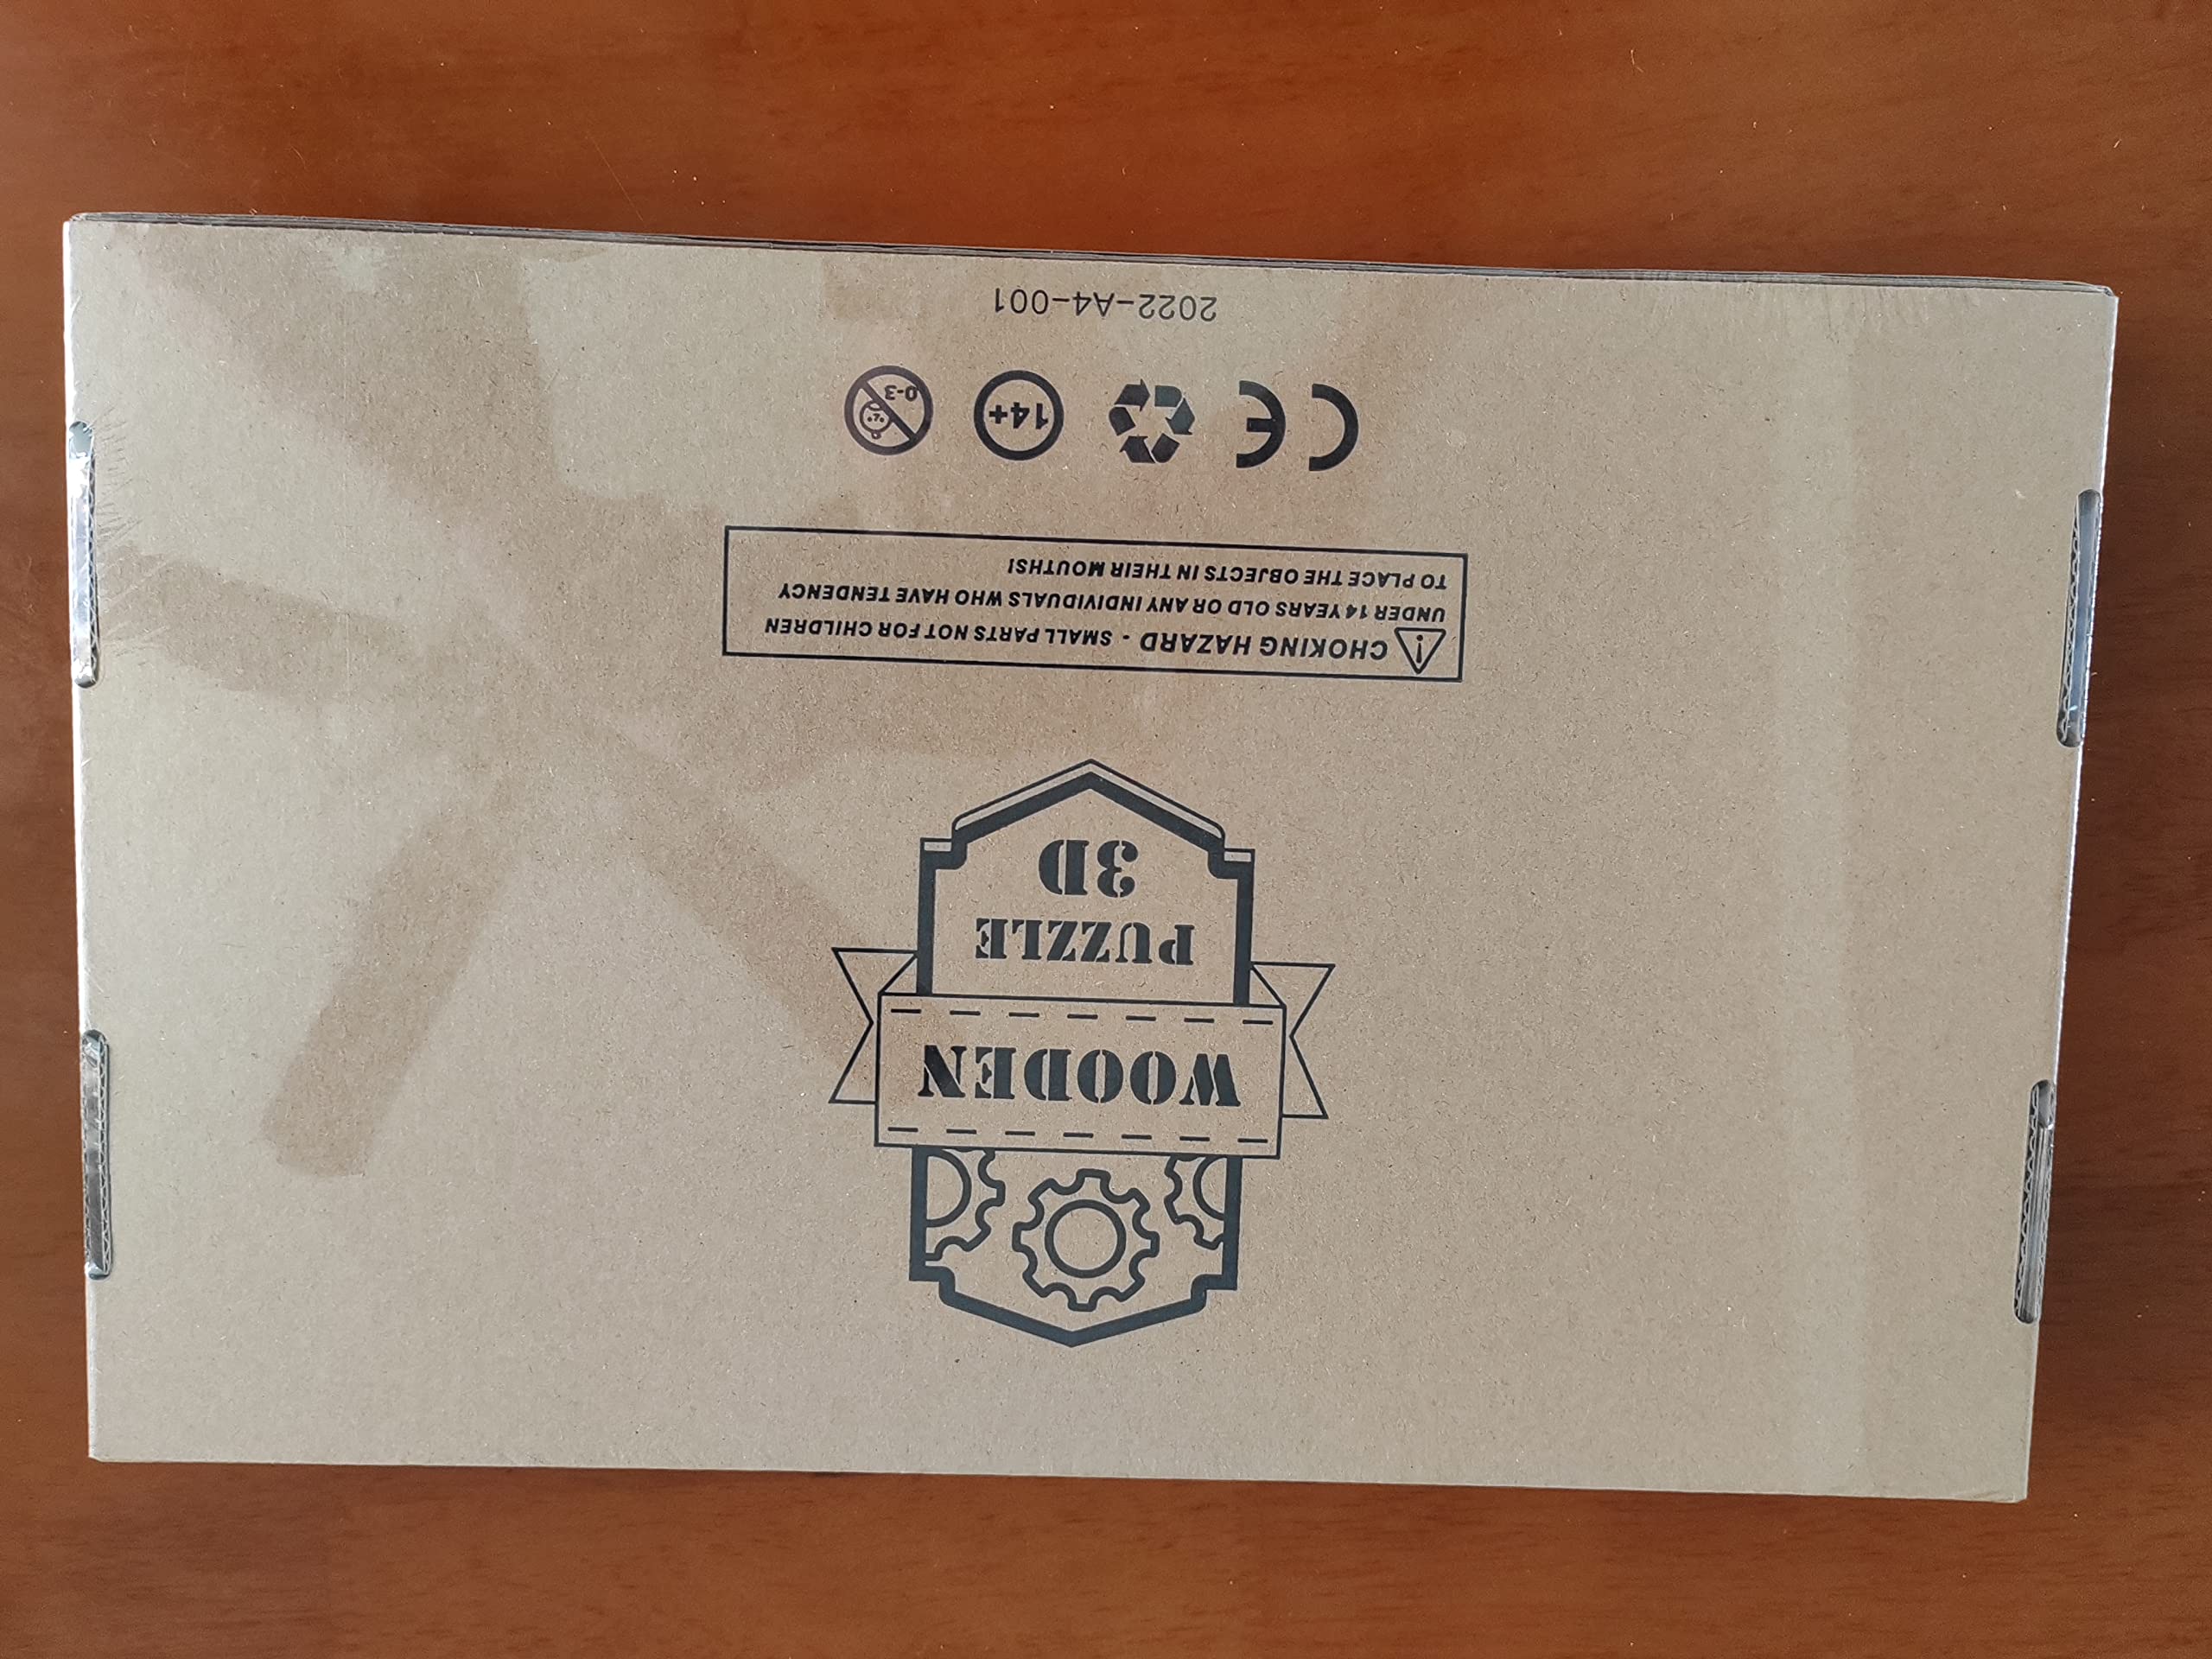 WOODEN
PUZZLE
3D
CHOKING HAZARD - SMALL PARTS NOT FOR CHILDREN
UNDER 14 YEARS OLD OR ANY INDIVIDUALS WHO HAVE TENDENCY
TO PLACE THE OBJECTS IN THEIR MOUTHS!
CE 14+ 0-3
2022-A4-001